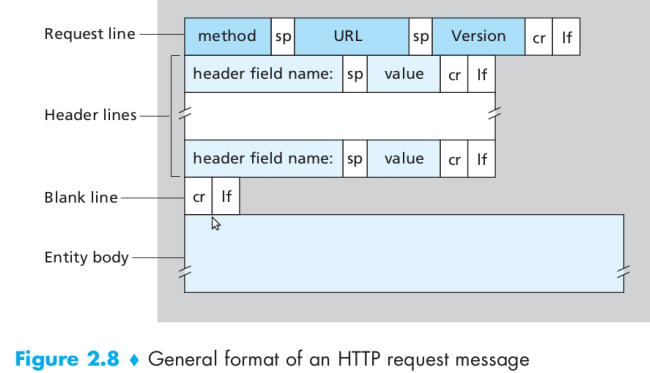 Request line method sp URL sp Version cr lf
header field name: sp value cr lf
Header lines
header field name: sp value cr lf
Blank line cr lf
Entity body
Figure 2.8 ♦ General format of an HTTP request message